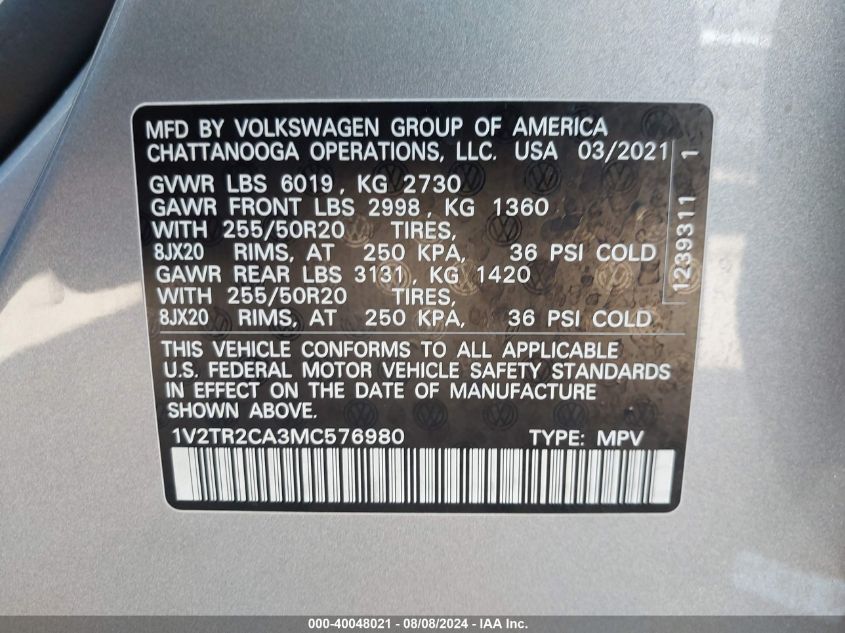 MFD BY VOLKSWAGEN GROUP OF AMERICA
CHATTANOOGA OPERATIONS, LLC. USA 03/2021
GVWR LBS 6019, KG 2730
GAWR FRONT LBS 2998, KG 1360
WITH 255/50R20 TIRES,
8JX20 RIMS, AT 250 KPA, 36 PSI COLD
GAWR REAR LBS 3131, KG 1420
WITH 255/50R20 TIRES,
8JX20 RIMS, AT 250 KPA, 36 PSI COLD
1239311 1
THIS VEHICLE CONFORMS TO ALL APPLICABLE
U.S. FEDERAL MOTOR VEHICLE SAFETY STANDARDS
IN EFFECT ON THE DATE OF MANUFACTURE
SHOWN ABOVE.
1V2TR2CA3MC576980 TYPE: MPV
000-40048021 - 08/08/2024 - IAA Inc.